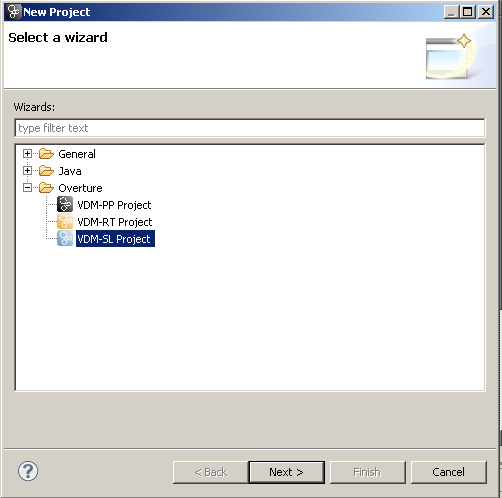 New Project
Select a wizard
Wizards:
type filter text
General
Java
Overture
VDM-PP Project
VDM-RT Project
VDM-SL Project
?
< Back Next > Finish Cancel